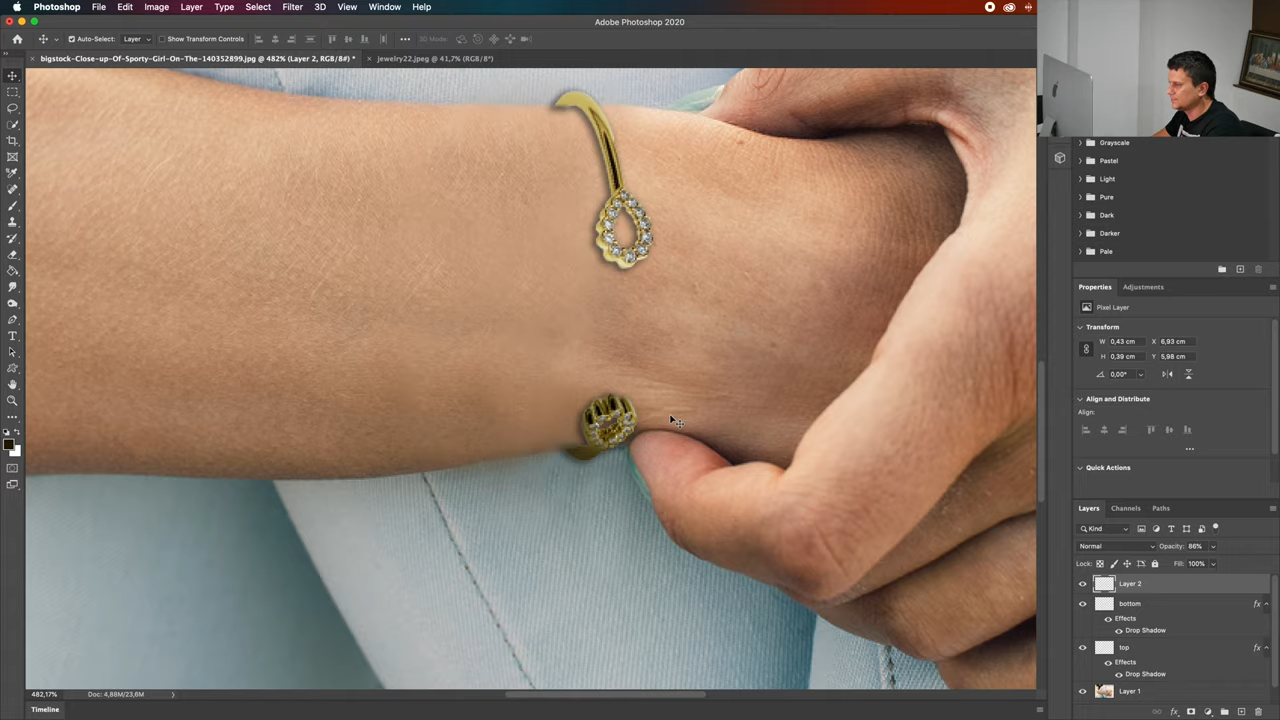 Photoshop File Edit Image Layer Type Select Filter 3D View Window Help
Adobe Photoshop 2020
Auto-Select: Layer Show Transform Controls 3D Mode:
bigstock-Close-up-Of-Sporty-Girl-On-The-140352899.jpg @ 482% (Layer 2, RGB/8#) * jewelry22.jpeg @ 41,7% (RGB/8*)
Grayscale
Pastel
Light
Pure
Dark
Darker
Pale
Properties Adjustments
Pixel Layer
Transform
W 0,43 cm X 6,93 cm
H 0,39 cm Y 5,98 cm
0,00°
Align and Distribute
Align:
Quick Actions
Layers Channels Paths
Kind
Normal Opacity: 86%
Lock: Fill: 100%
Layer 2
bottom fx
Effects
Drop Shadow
top fx
Effects
Drop Shadow
Layer 1
482,17% Doc: 4,88M/23,6M
Timeline